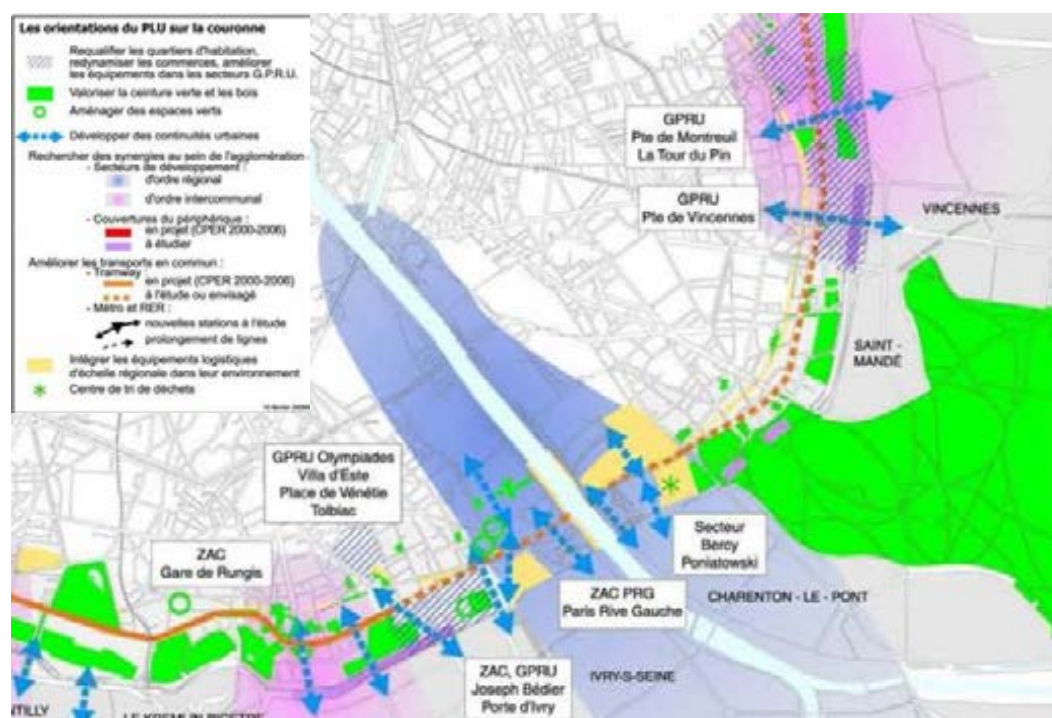 Les orientations du PLU sur la couronne
Requalifier les quartiers d'habitation,
redynamiser les commerces, améliorer
les équipements dans les secteurs G.P.R.U.
Valoriser la ceinture verte et les bois
Aménager des espaces verts
Développer des continuités urbaines
Rechercher des synergies au sein de l'agglomération
- Secteurs de développement :
d'ordre régional
d'ordre intercommunal
- Couvertures du périphérique :
en projet (CPER 2000-2006)
à étudier
Améliorer les transports en commun :
- Tramway :
en projet (CPER 2000-2006)
à l'étude ou envisagé
- Métro et RER :
nouvelles stations à l'étude
prolongement de lignes
Intégrer les équipements logistiques
d'échelle régionale dans leur environnement
Centre de tri de déchets
GPRU
Pte de Montreuil
La Tour du Pin
GPRU
Pte de Vincennes
VINCENNES
SAINT -
MANDÉ
GPRU Olympiades
Villa d'Este
Place de Vénétie
Tolbiac
ZAC
Gare de Rungis
Secteur
Bercy
Poniatowski
ZAC PRG
Paris Rive Gauche
CHARENTON - LE - PONT
ZAC, GPRU
Joseph Bédier
Porte d'Ivry
IVRY-S-SEINE
NTILLY